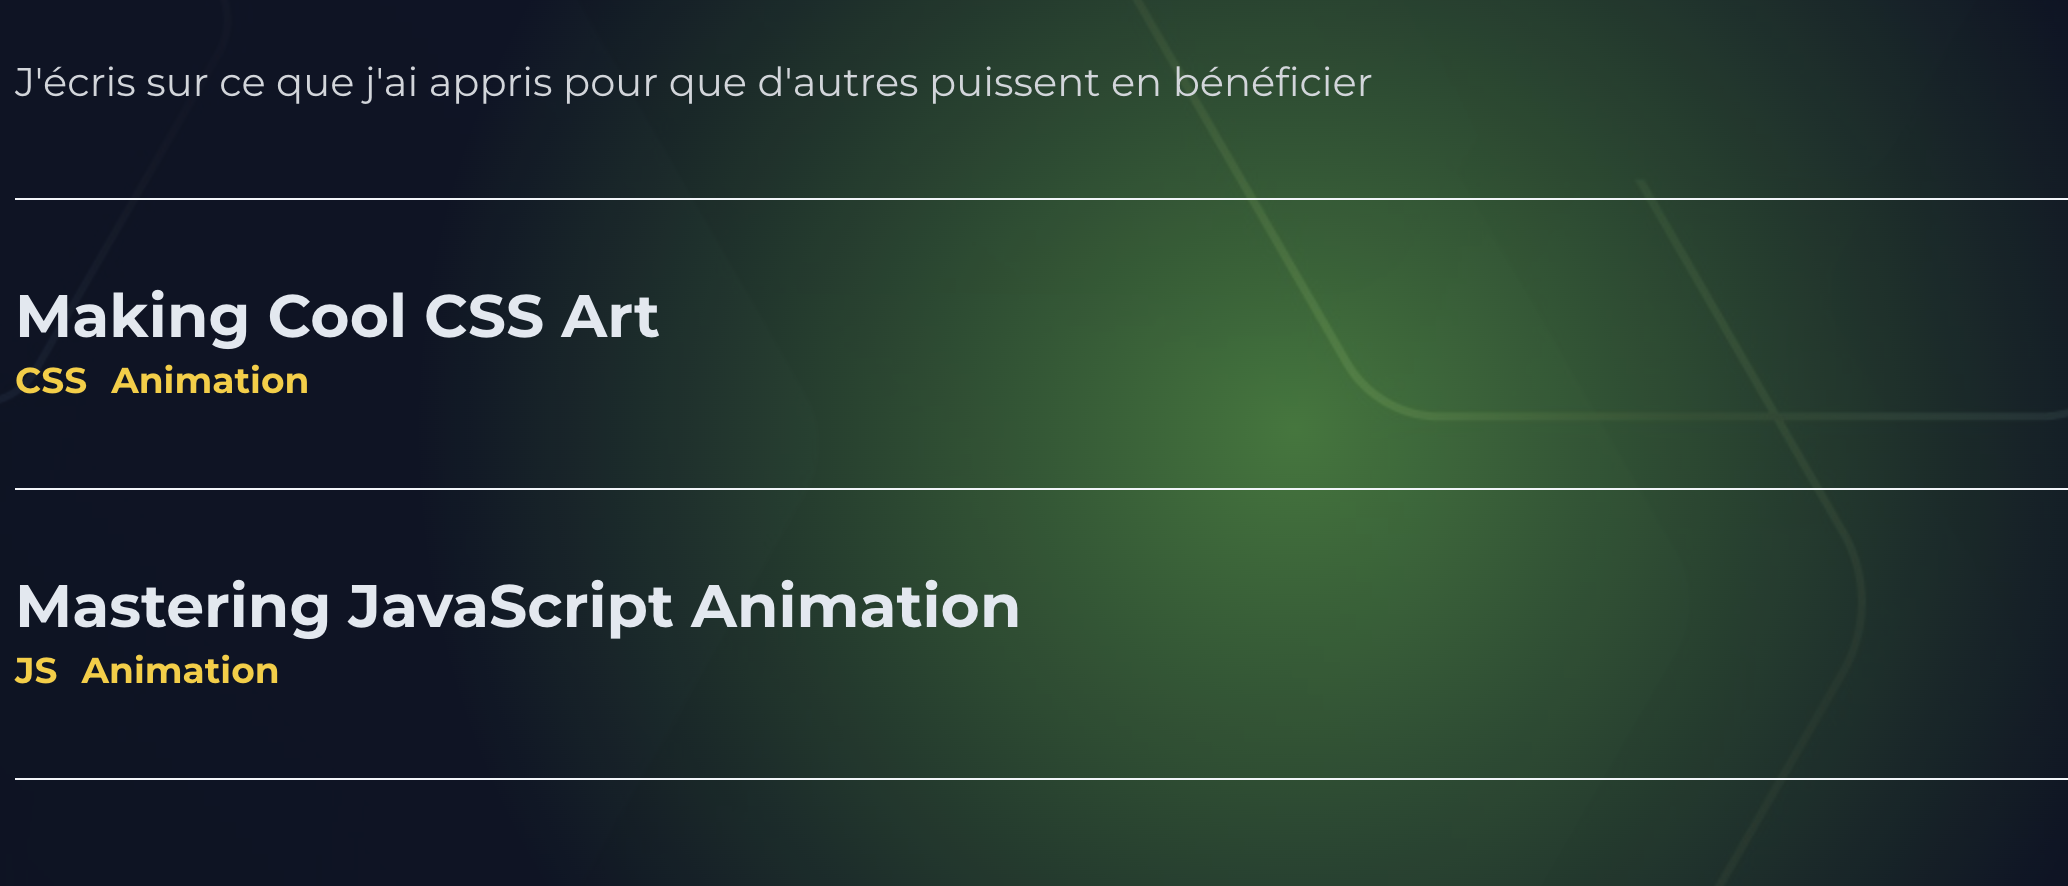 J'écris sur ce que j'ai appris pour que d'autres puissent en bénéficier
Making Cool CSS Art
CSS Animation
Mastering JavaScript Animation
JS Animation